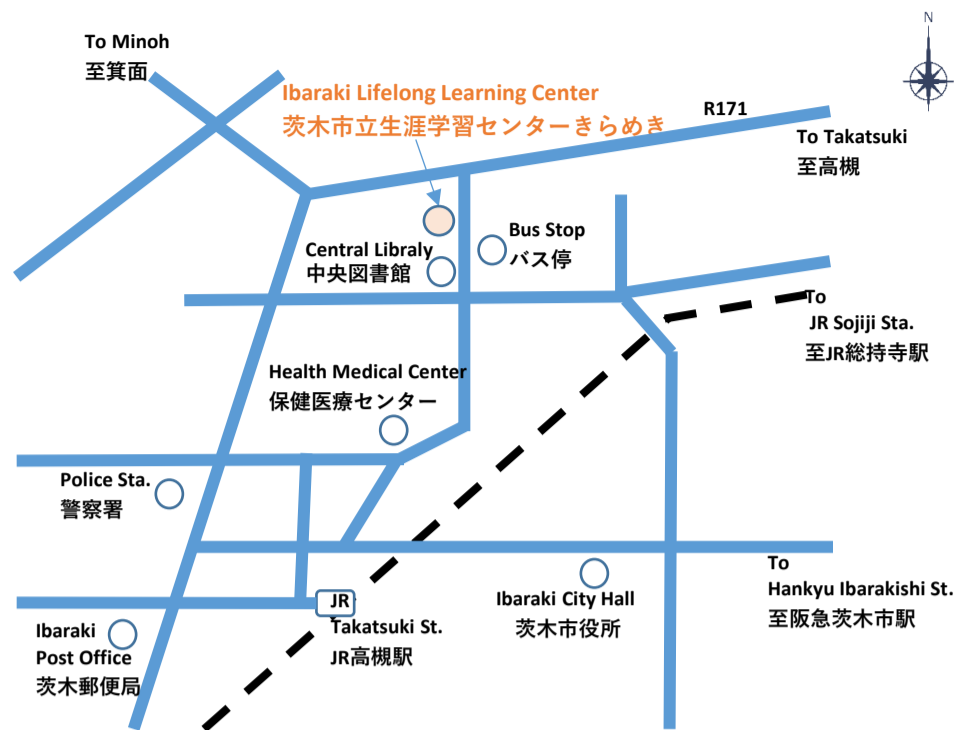 N
To Minoh
至箕面
Ibaraki Lifelong Learning Center
茨木市立生涯学習センターきらめき
R171
To Takatsuki
至高槻
Bus Stop
バス停
Central Libraly
中央図書館
To
JR Sojiji Sta.
至JR総持寺駅
Health Medical Center
保健医療センター
Police Sta.
警察署
To
Hankyu Ibarakishi St.
至阪急茨木市駅
Ibaraki City Hall
茨木市役所
JR
Takatsuki St.
JR高槻駅
Ibaraki
Post Office
茨木郵便局